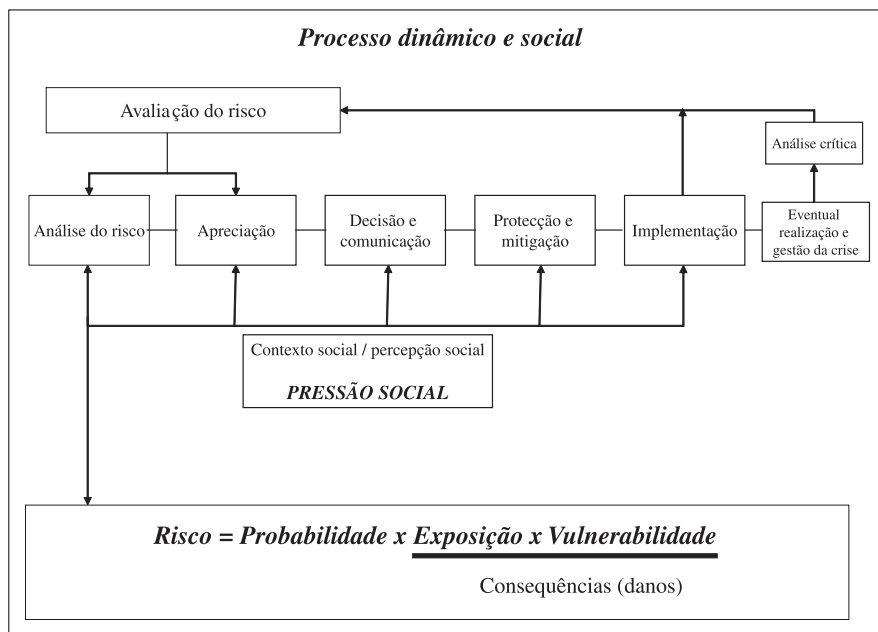 Processo dinâmico e social
Avaliação do risco
Análise crítica
Análise do risco
Apreciação
Decisão e
comunicação
Protecção e
mitigação
Implementação
Eventual
realização e
gestão da crise
Contexto social / percepção social
PRESSÃO SOCIAL
Risco = Probabilidade x Exposição x Vulnerabilidade
Consequências (danos)